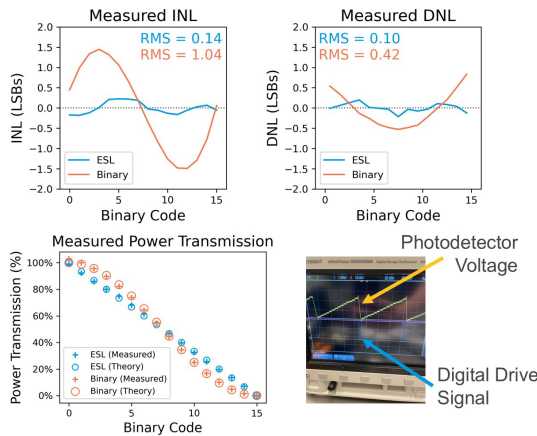 Measured INL
2.0
1.5
1.0
0.5
0.0
−0.5
−1.0
−1.5
−2.0
INL (LSBs)
RMS = 0.14
RMS = 1.04
ESL
Binary
0
5
10
15
Binary Code
Measured DNL
2.0
1.5
1.0
0.5
0.0
−0.5
−1.0
−1.5
−2.0
DNL (LSBs)
RMS = 0.10
RMS = 0.42
ESL
Binary
0
5
10
15
Binary Code
Measured Power Transmission
100%
80%
60%
40%
20%
0%
Power Transmission (%)
ESL (Measured)
ESL (Theory)
Binary (Measured)
Binary (Theory)
0
5
10
15
Binary Code
Photodetector
Voltage
Digital Drive
Signal